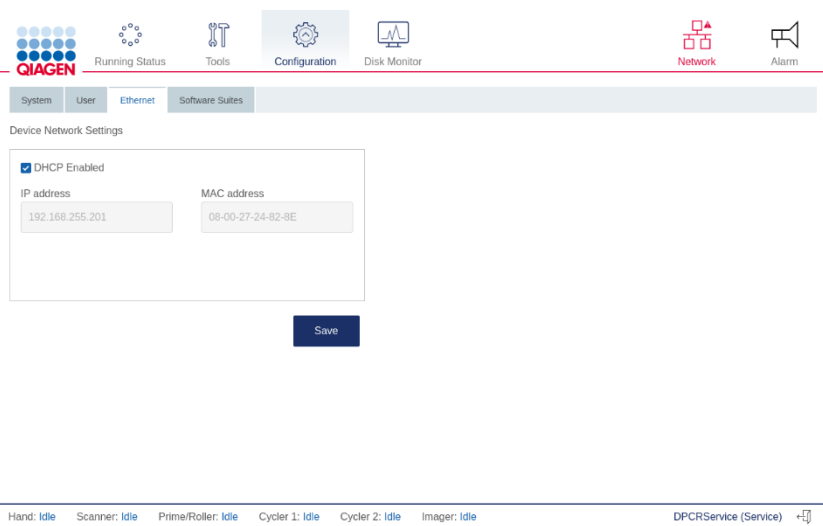 QIAGEN
Running Status
Tools
Configuration
Disk Monitor
Network
Alarm
System
User
Ethernet
Software Suites
Device Network Settings
DHCP Enabled
IP address
MAC address
192.168.255.201
08-00-27-24-82-8E
Save
Hand: Idle
Scanner: Idle
Prime/Roller: Idle
Cycler 1: Idle
Cycler 2: Idle
Imager: Idle
DPCRService (Service)